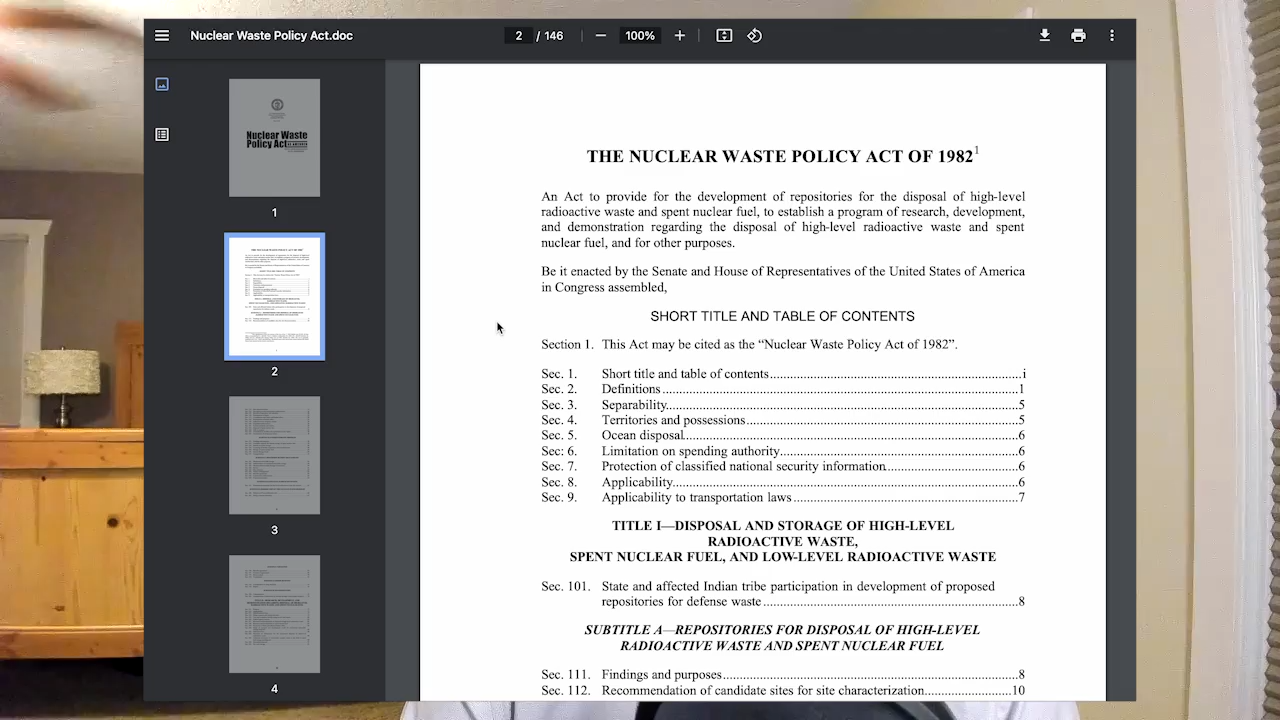 Nuclear Waste Policy Act.doc
2 / 146
100%
Nuclear Waste
Policy Act
1
2
3
4
THE NUCLEAR WASTE POLICY ACT OF 1982¹
An Act to provide for the development of repositories for the disposal of high-level
radioactive waste and spent nuclear fuel, to establish a program of research, development,
and demonstration regarding the disposal of high-level radioactive waste and spent
nuclear fuel, and for other purposes.
it enacted by the Senate and House of Representatives of the United States of America
in Congress assembled,
SHORT TITLE AND TABLE OF CONTENTS
Section 1. This Act may be cited as the “Nuclear Waste Policy Act of 1982”.
Sec. 1. Short title and table of contents i
Sec. 2. Definitions 1
Sec. 3. Separability 5
Sec. 4. Territories and Possessions 5
Sec. 5. Ocean disposal 6
Sec. 6. Limitation on spending authority 6
Sec. 7. Protection of classified national security information 6
Sec. 8. Applicability 6
Sec. 9. Applicability to transportation laws 7
TITLE I—DISPOSAL AND STORAGE OF HIGH-LEVEL
RADIOACTIVE WASTE,
SPENT NUCLEAR FUEL, AND LOW-LEVEL RADIOACTIVE WASTE
101. State and affected Indian tribe participation in development of proposed
repositories for defense waste 8
SUBTITLE A—REPOSITORIES FOR DISPOSAL OF HIGH-LEVEL
RADIOACTIVE WASTE AND SPENT NUCLEAR FUEL
Sec. 111. Findings and purposes 8
Sec. 112. Recommendation of candidate sites for site characterization 10